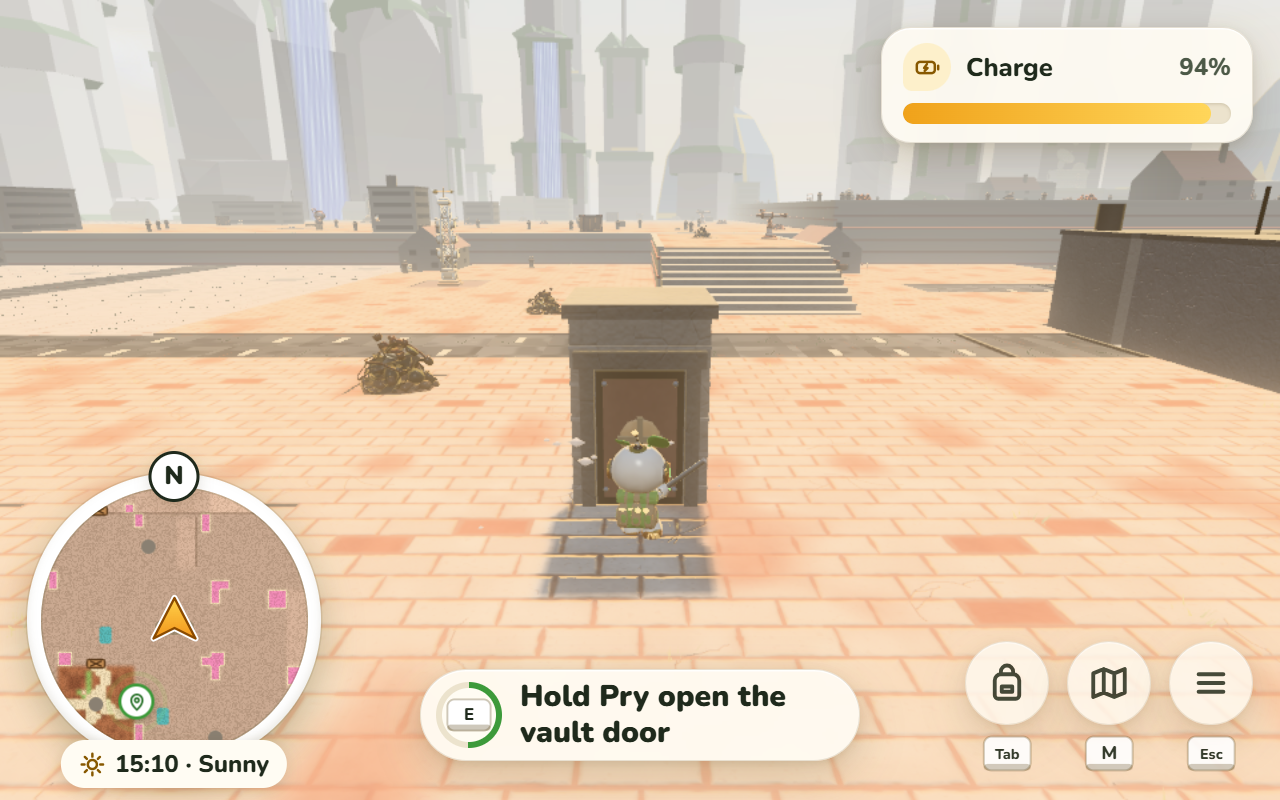 Charge 94%
N
E
Hold Pry open the
vault door
15:10 · Sunny
Tab
M
Esc